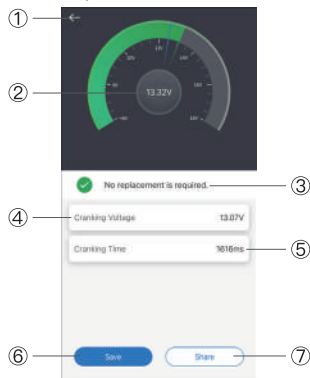 ①
②
13.32V
12V
③
No replacement is required.
④
Cranking Voltage
13.07V
Cranking Time
1616ms
⑤
⑥
Save
Share
⑦